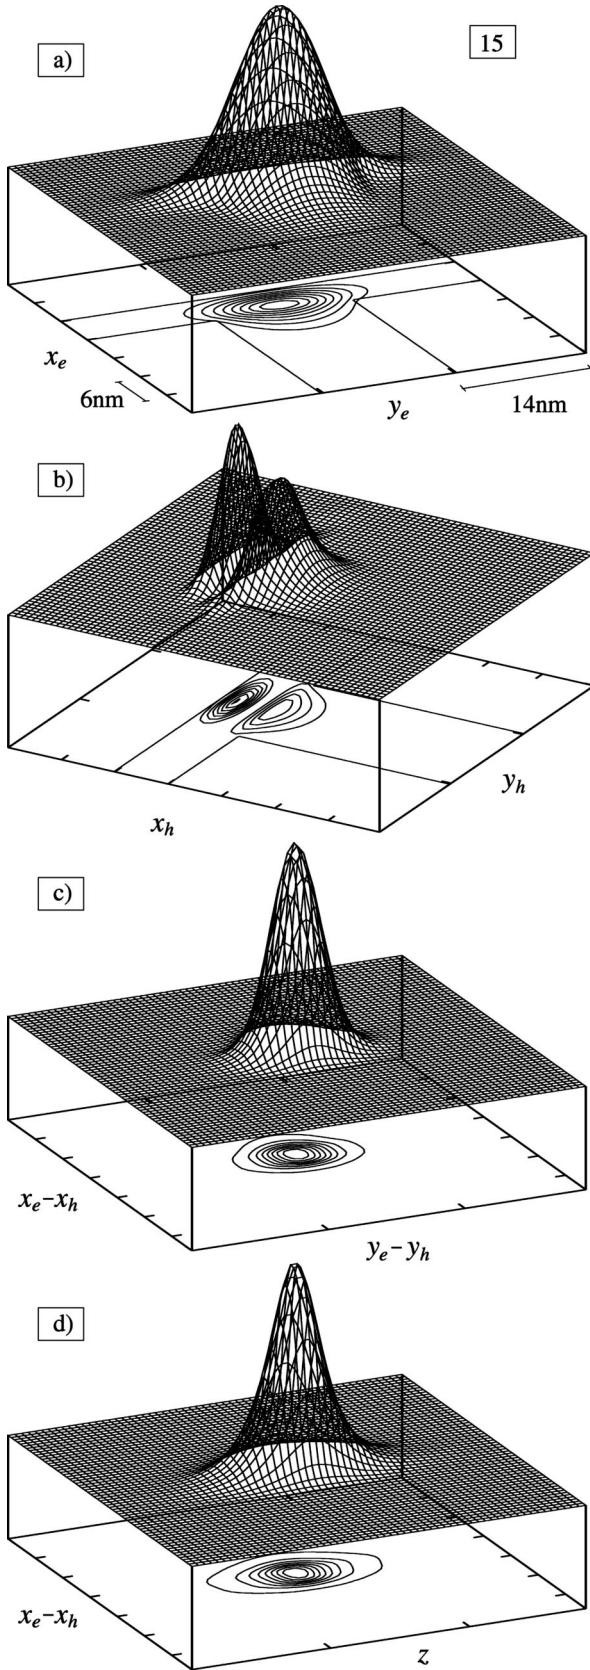 a)
15
x_e
6nm
y_e
14nm
b)
x_h
y_h
c)
x_e-x_h
y_e-y_h
d)
x_e-x_h
z